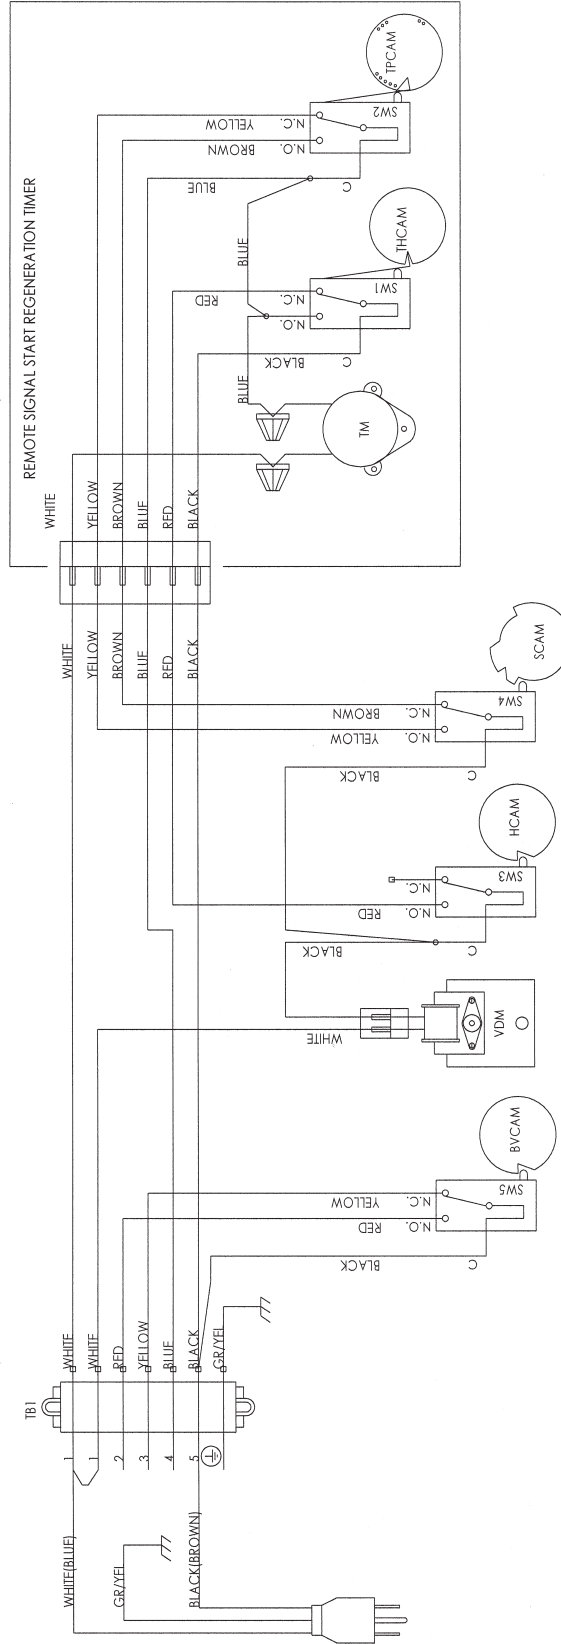 REMOTE SIGNAL START REGENERATION TIMER
TPCAM
SW2
N.C.
YELLOW
N.O.
BROWN
BLUE
C
BLUE
THCAM
SW1
N.C.
RED
N.O.
BLACK
C
BLUE
TM
WHITE
YELLOW
BROWN
BLUE
RED
BLACK
WHITE
YELLOW
BROWN
BLUE
RED
BLACK
SCAM
SW4
N.C.
BROWN
N.O.
YELLOW
BLACK
C
HCAM
SW3
N.C.
N.O.
RED
BLACK
C
VDM
WHITE
BVCAM
SW5
N.C.
YELLOW
N.O.
RED
BLACK
C
TB1
WHITE
WHITE
RED
YELLOW
BLUE
BLACK
GR/YEL
1
1
2
3
4
5
WHITE(BLUE)
GR/YEL
BLACK(BROWN)